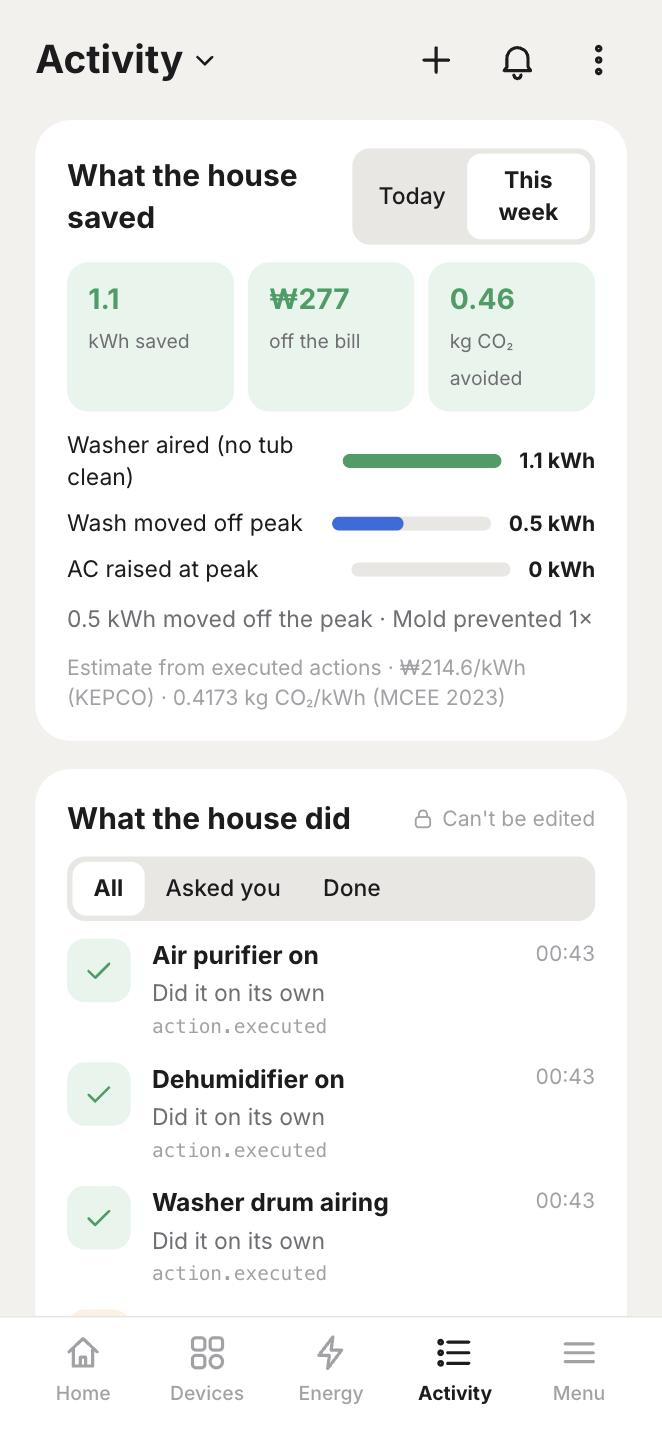 Activity
What the house
saved
Today
This
week
1.1
kWh saved
₩277
off the bill
0.46
kg CO₂
avoided
Washer aired (no tub
clean)
1.1 kWh
Wash moved off peak
0.5 kWh
AC raised at peak
0 kWh
0.5 kWh moved off the peak · Mold prevented 1×
Estimate from executed actions · ₩214.6/kWh
(KEPCO) · 0.4173 kg CO₂/kWh (MCEE 2023)
What the house did
Can't be edited
All
Asked you
Done
Air purifier on
00:43
Did it on its own
action.executed
Dehumidifier on
00:43
Did it on its own
action.executed
Washer drum airing
00:43
Did it on its own
action.executed
Home
Devices
Energy
Activity
Menu